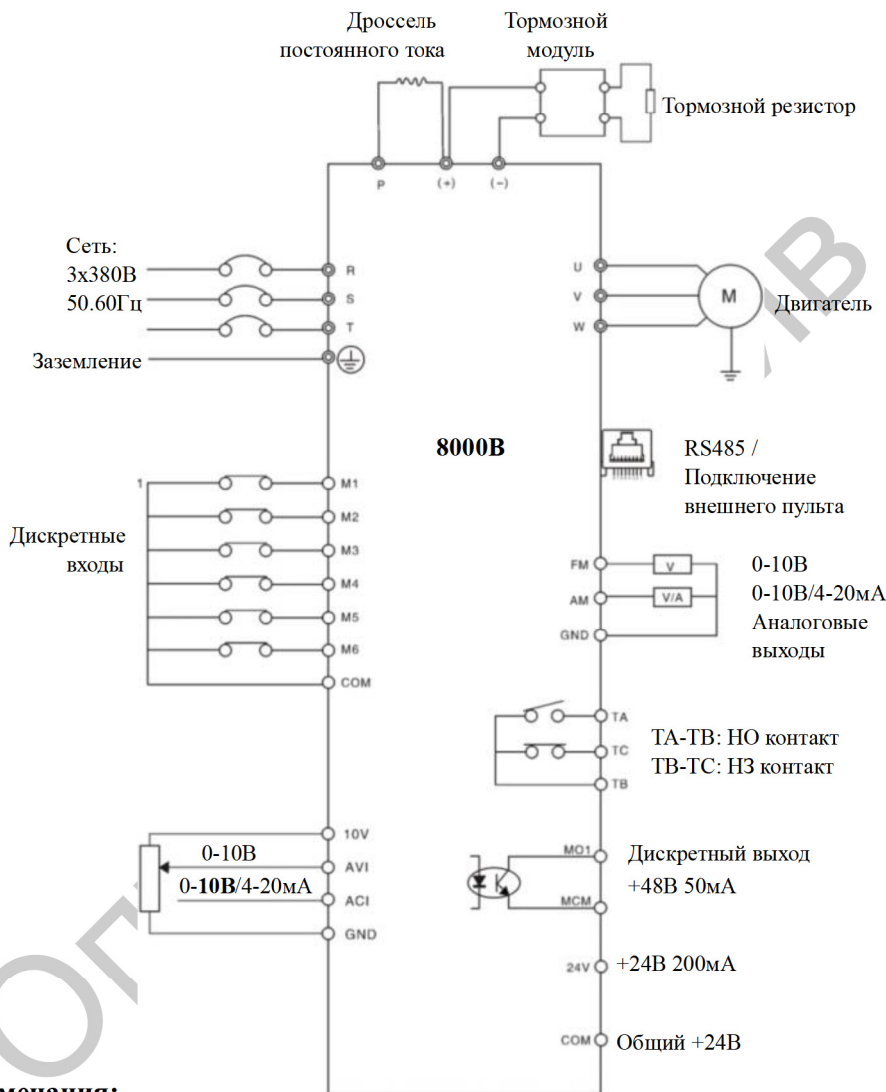 Дроссель
постоянного тока
Тормозной
модуль
Тормозной резистор
P
(+)
(-)
Сеть:
3х380В
50.60Гц
R
S
T
Заземление
U
V
W
M
Двигатель
8000B
RS485 /
Подключение
внешнего пульта
Дискретные
входы
1
M1
M2
M3
M4
M5
M6
COM
FM
V
0-10В
AM
V/A
0-10В/4-20мА
GND
Аналоговые
выходы
TA
TC
TB
TA-TB: НО контакт
TB-TC: НЗ контакт
10V
0-10В
AVI
0-10В/4-20мА
ACI
GND
MO1
MCM
Дискретный выход
+48В 50мА
24V
+24В 200мА
COM
Общий +24В